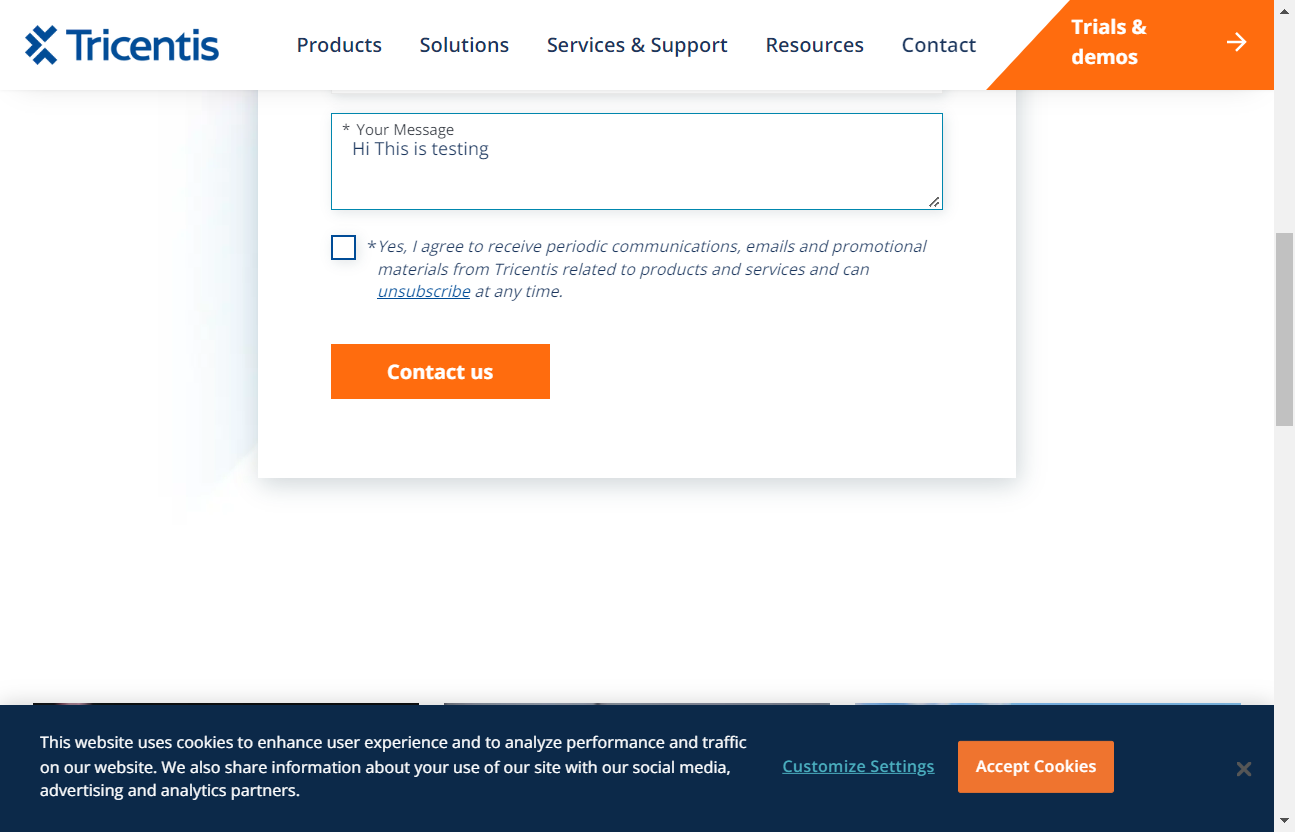 Tricentis
Products Solutions Services & Support Resources Contact
Trials &
demos
* Your Message
Hi This is testing
*Yes, I agree to receive periodic communications, emails and promotional
materials from Tricentis related to products and services and can
unsubscribe at any time.
Contact us
This website uses cookies to enhance user experience and to analyze performance and traffic
on our website. We also share information about your use of our site with our social media,
advertising and analytics partners.
Customize Settings
Accept Cookies